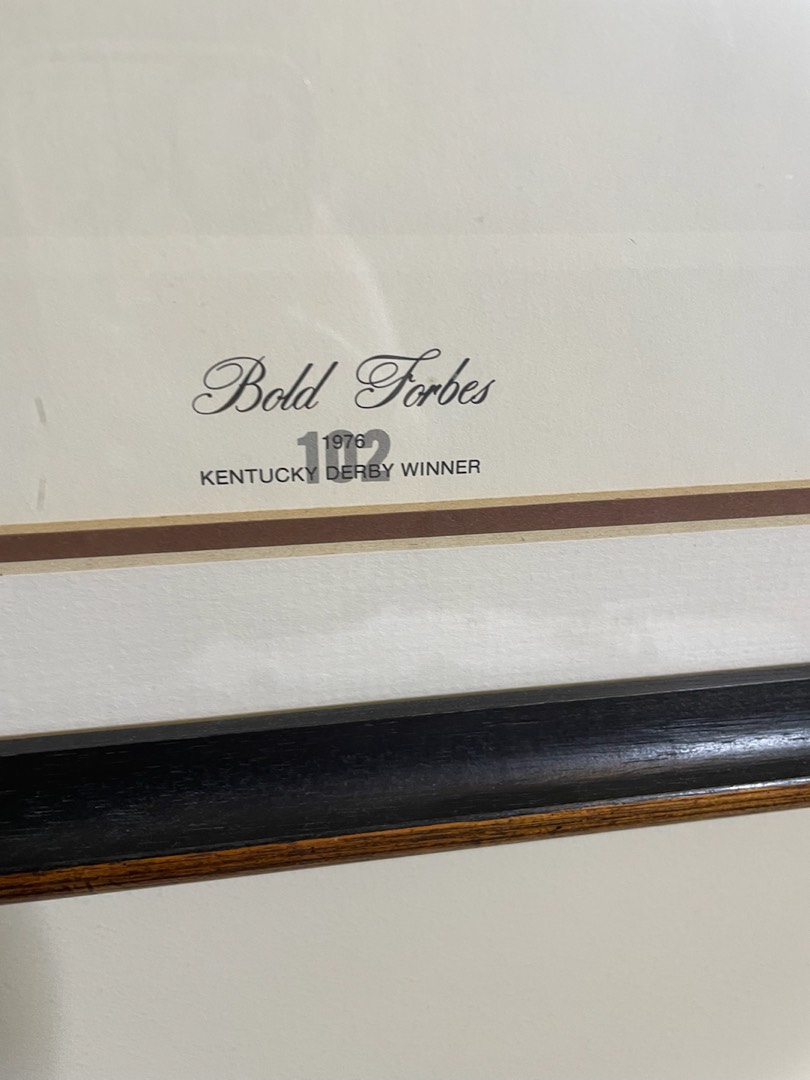 Bold Forbes
1976
102
KENTUCKY DERBY WINNER